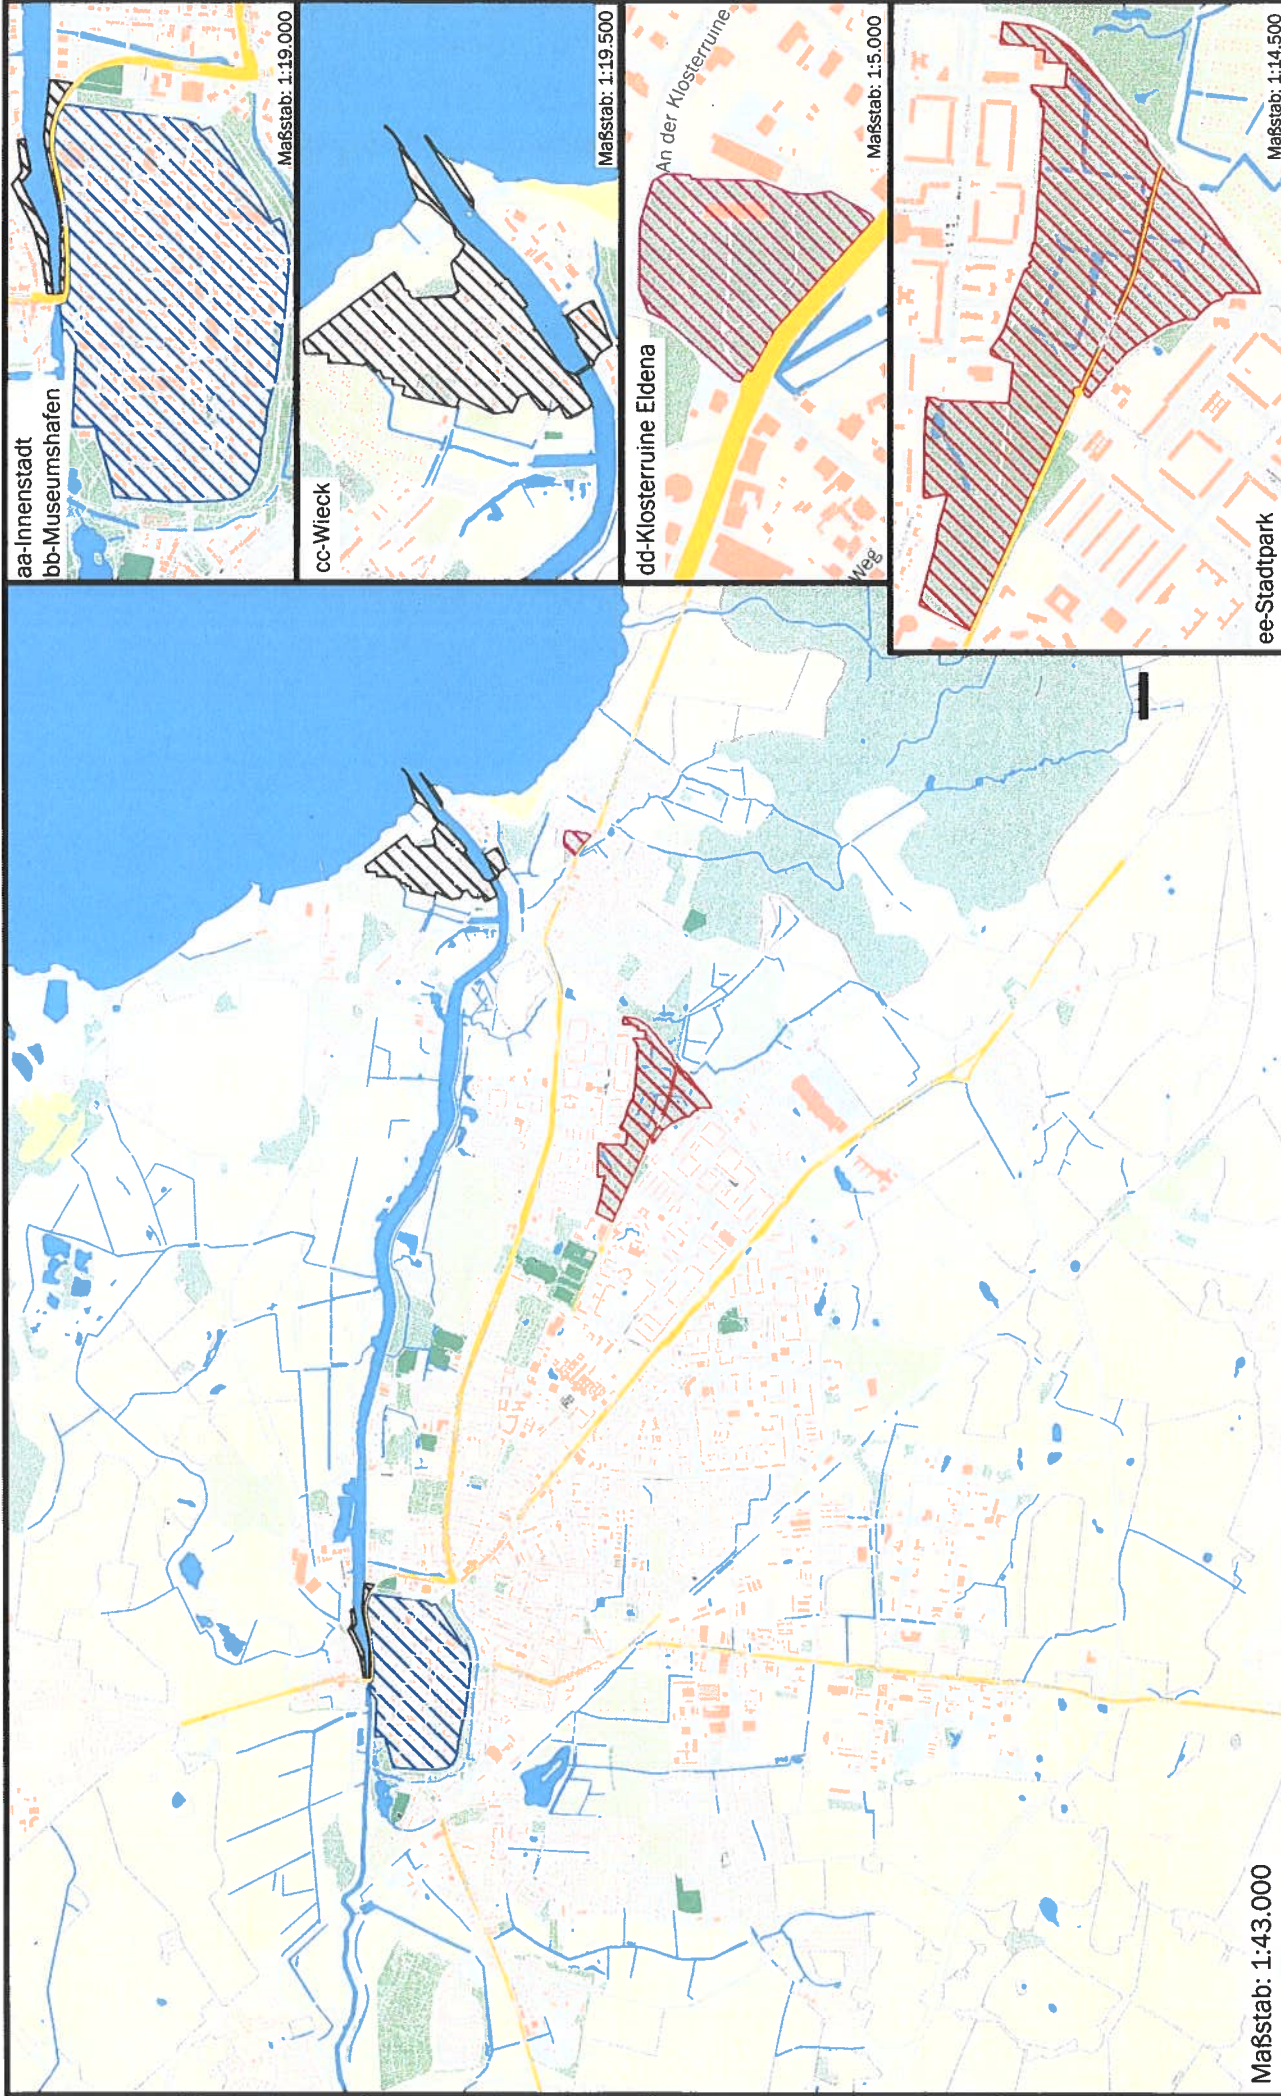 aa-Innenstadt
bb-Museumshafen
Maßstab: 1:19.000
cc-Wieck
Maßstab: 1:19.500
dd-Klosterruine Eldena
An der Klosterruine
Weg
Maßstab: 1:5.000
ee-Stadtpark
Maßstab: 1:14.500
Maßstab: 1:43.000